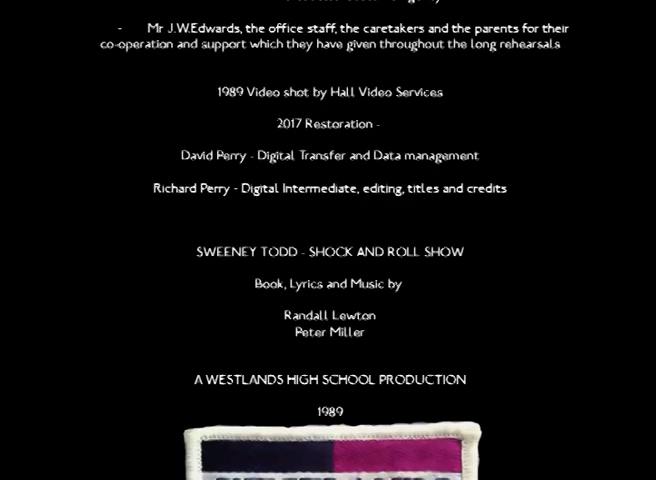 - Mr J.W.Edwards, the office staff, the caretakers and the parents for their
co-operation and support which they have given throughout the long rehearsals
1989 Video shot by Hall Video Services
2017 Restoration -
David Perry - Digital Transfer and Data management
Richard Perry - Digital Intermediate, editing, titles and credits
SWEENEY TODD - SHOCK AND ROLL SHOW
Book, Lyrics and Music by
Randall Lewton
Peter Miller
A WESTLANDS HIGH SCHOOL PRODUCTION
1989